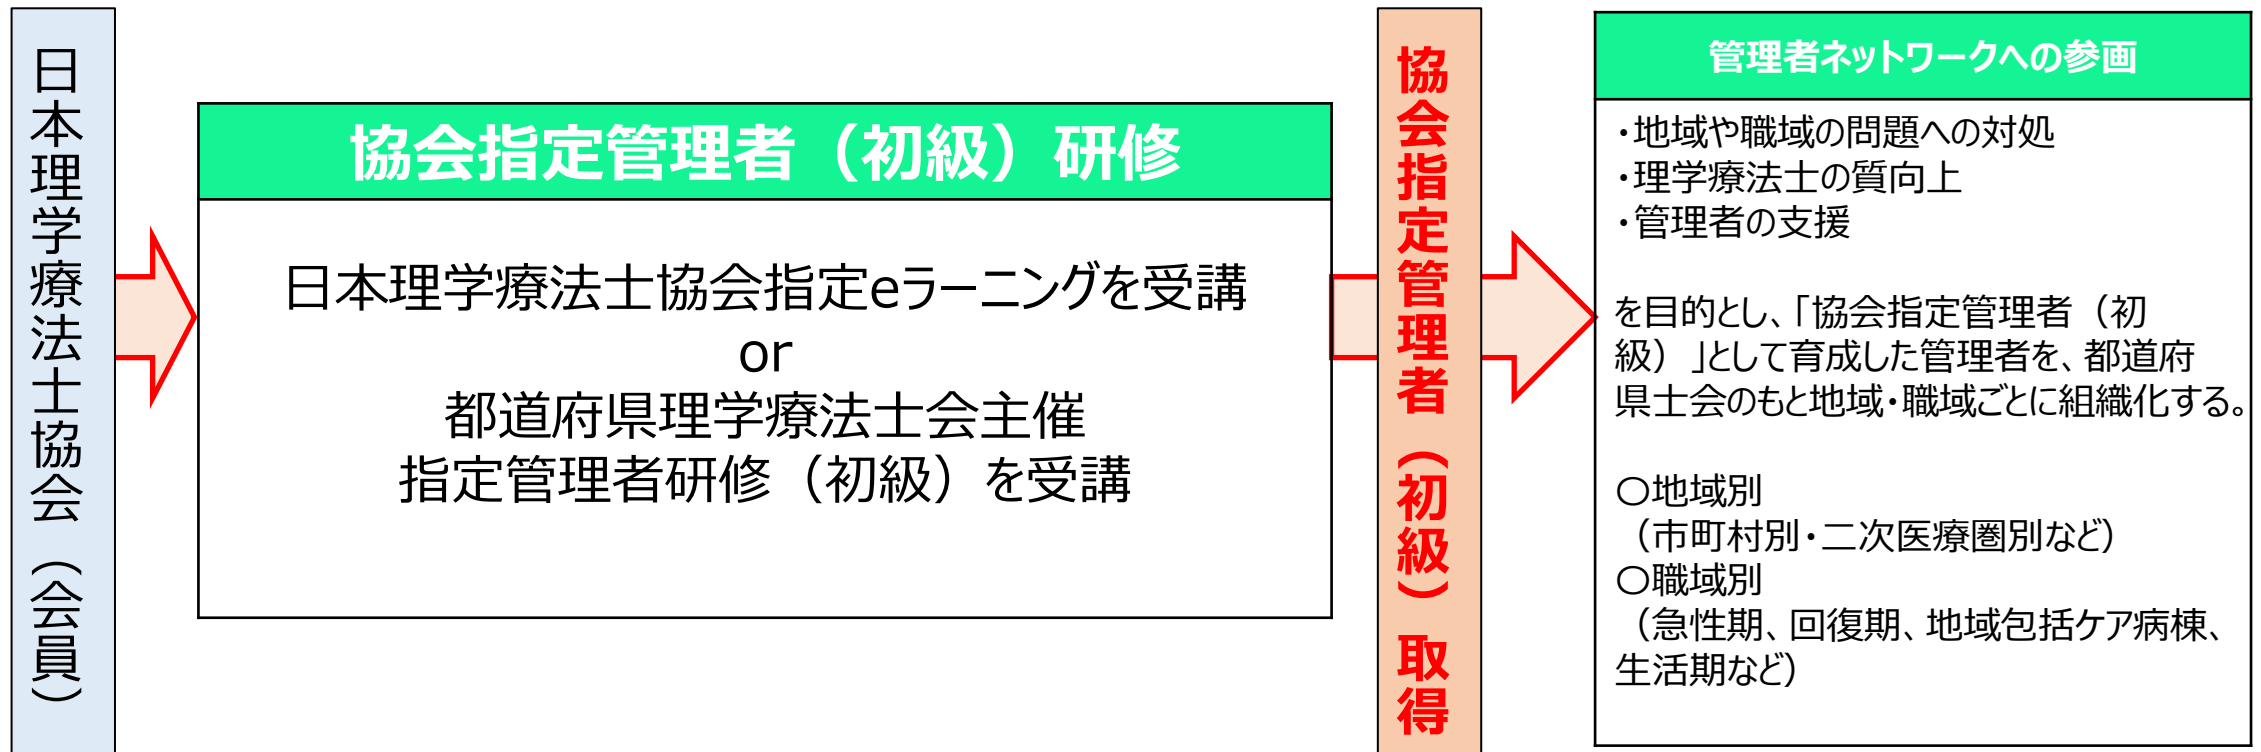 日本理学療法士協会（会員）
協会指定管理者（初級）研修
日本理学療法士協会指定eラーニングを受講
or
都道府県理学療法士会主催
指定管理者研修（初級）を受講
協会指定管理者（初級）取得
管理者ネットワークへの参画
・地域や職域の問題への対処
・理学療法士の質向上
・管理者の支援
を目的とし、「協会指定管理者（初
級）」として育成した管理者を、都道府
県士会のもと地域・職域ごとに組織化する。
〇地域別
（市町村別・二次医療圏別など）
〇職域別
（急性期、回復期、地域包括ケア病棟、
生活期など）